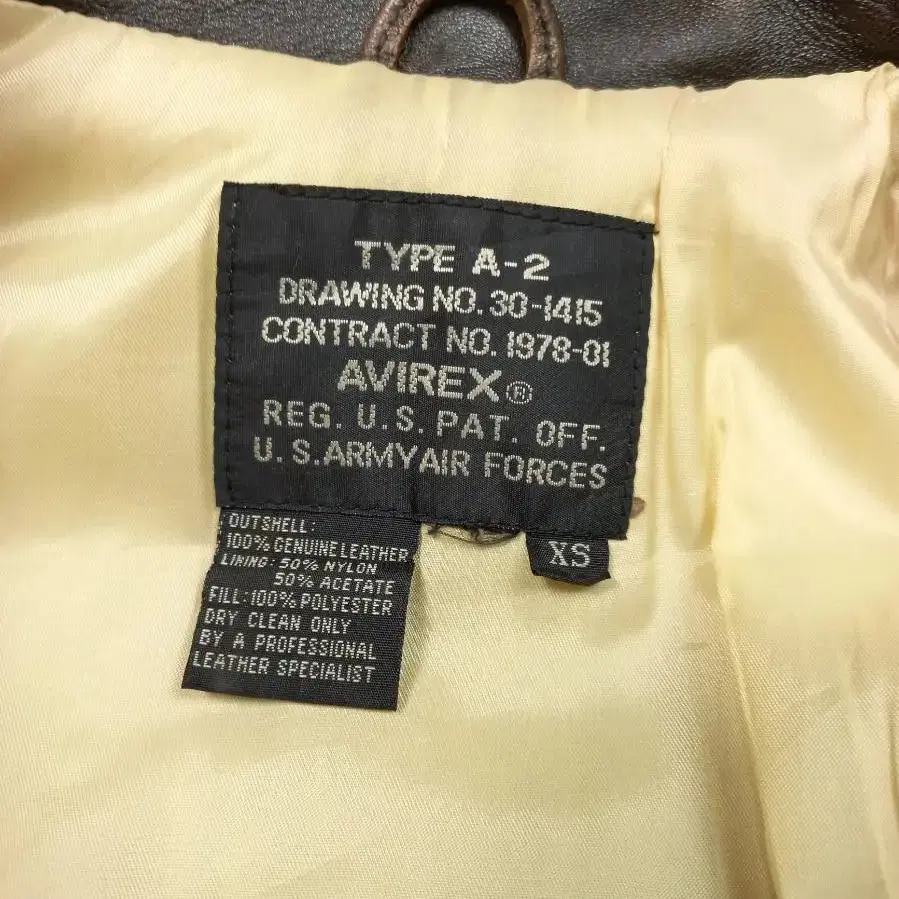 TYPE A-2
DRAWING NO. 30-1415
CONTRACT NO. 1978-01
AVIREX®
REG. U.S. PAT. OFF.
U.S. ARMY AIR FORCES
XS
OUTSHELL:
100% GENUINE LEATHER
LINING: 50% NYLON
50% ACETATE
FILL: 100% POLYESTER
DRY CLEAN ONLY
BY A PROFESSIONAL
LEATHER SPECIALIST